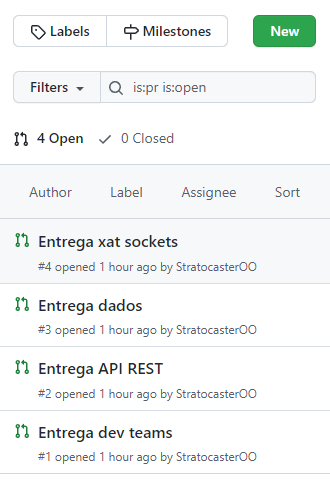 Labels Milestones New
Filters is:pr is:open
4 Open 0 Closed
Author Label Assignee Sort
Entrega xat sockets
#4 opened 1 hour ago by StratocasterOO
Entrega dados
#3 opened 1 hour ago by StratocasterOO
Entrega API REST
#2 opened 1 hour ago by StratocasterOO
Entrega dev teams
#1 opened 1 hour ago by StratocasterOO